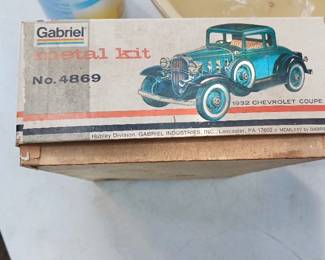 Gabriel
metal kit
No. 4869
1932 CHEVROLET COUPE
Hubley Division, GABRIEL INDUSTRIES, INC., Lancaster, PA 17602